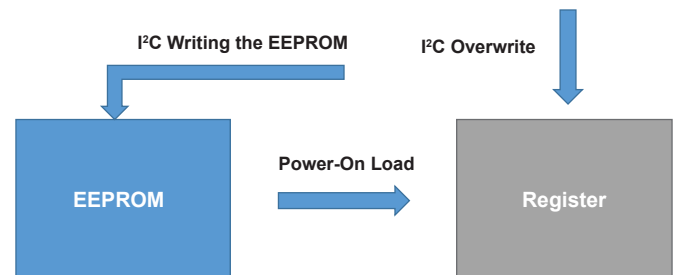 I²C Writing the EEPROM
I²C Overwrite
Power-On Load
EEPROM
Register